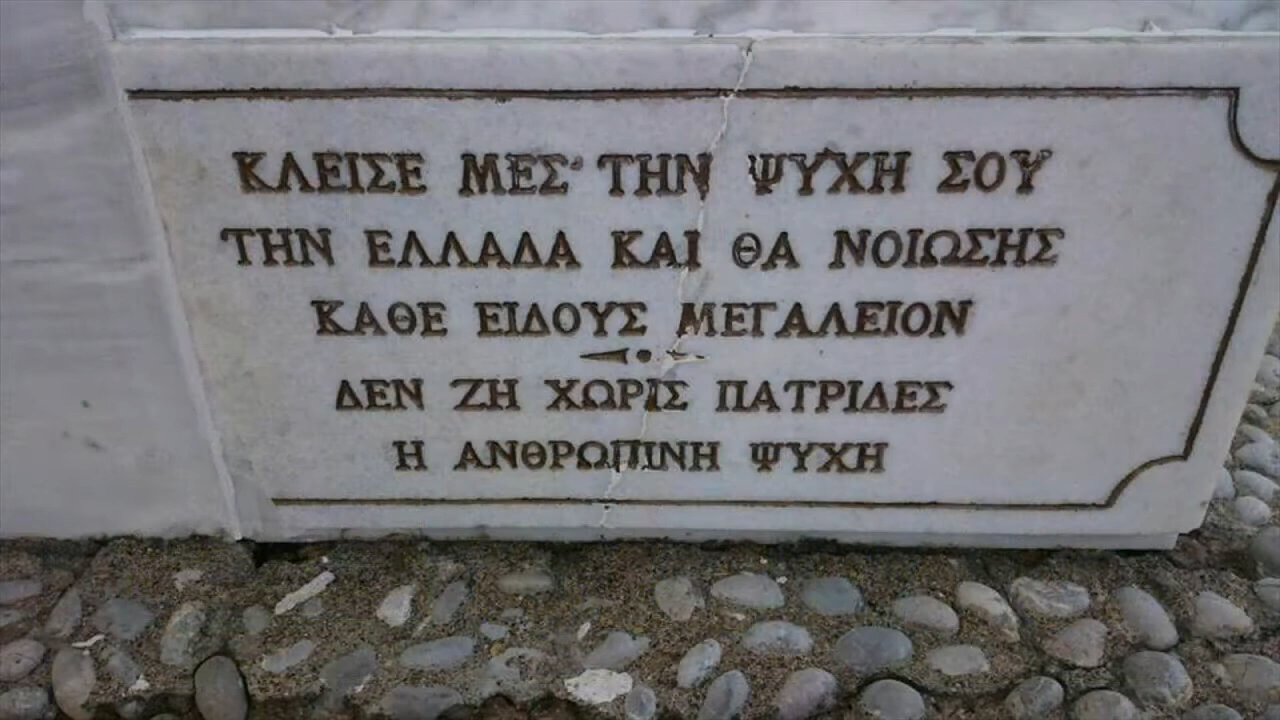 ΚΛΕΙΣΕ ΜΕΣ' ΤΗΝ ΨΥΧΗ ΣΟΥ
ΤΗΝ ΕΛΛΑΔΑ ΚΑΙ ΘΑ ΝΟΙΩΣΗΣ
ΚΑΘΕ ΕΙΔΟΥΣ ΜΕΓΑΛΕΙΟΝ
ΔΕΝ ΖΗ ΧΩΡΙΣ ΠΑΤΡΙΔΕΣ
Η ΑΝΘΡΩΠΙΝΗ ΨΥΧΗ